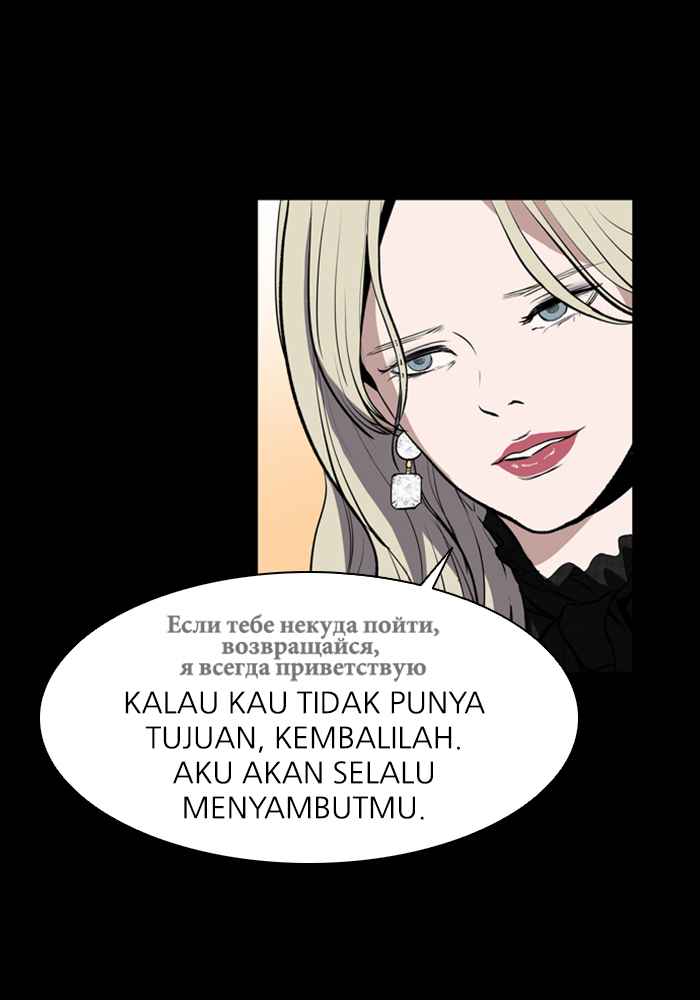 Если тебе некуда пойти,
возвращайся,
я всегда приветствую
KALAU KAU TIDAK PUNYA
TUJUAN, KEMBALILAH.
AKU AKAN SELALU
MENYAMBUTMU.